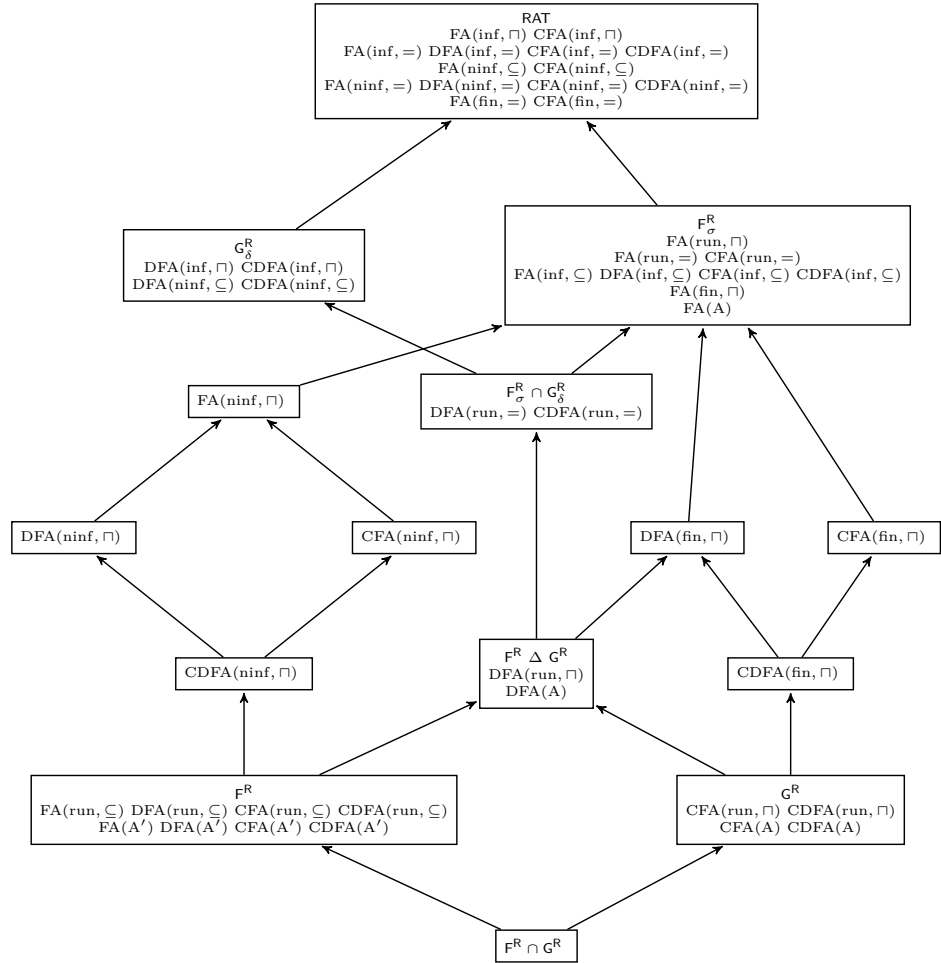 RAT
FA(inf, ⊓) CFA(inf, ⊓)
FA(inf, =) DFA(inf, =) CFA(inf, =) CDFA(inf, =)
FA(ninf, ⊆) CFA(ninf, ⊆)
FA(ninf, =) DFA(ninf, =) CFA(ninf, =) CDFA(ninf, =)
FA(fin, =) CFA(fin, =)
G^R_δ
DFA(inf, ⊓) CDFA(inf, ⊓)
DFA(ninf, ⊆) CDFA(ninf, ⊆)
F^R_σ
FA(run, ⊓)
FA(run, =) CFA(run, =)
FA(inf, ⊆) DFA(inf, ⊆) CFA(inf, ⊆) CDFA(inf, ⊆)
FA(fin, ⊓)
FA(A)
FA(ninf, ⊓)
F^R_σ ∩ G^R_δ
DFA(run, =) CDFA(run, =)
DFA(ninf, ⊓)
CFA(ninf, ⊓)
DFA(fin, ⊓)
CFA(fin, ⊓)
CDFA(ninf, ⊓)
F^R Δ G^R
DFA(run, ⊓)
DFA(A)
CDFA(fin, ⊓)
F^R
FA(run, ⊆) DFA(run, ⊆) CFA(run, ⊆) CDFA(run, ⊆)
FA(A′) DFA(A′) CFA(A′) CDFA(A′)
G^R
CFA(run, ⊓) CDFA(run, ⊓)
CFA(A) CDFA(A)
F^R ∩ G^R